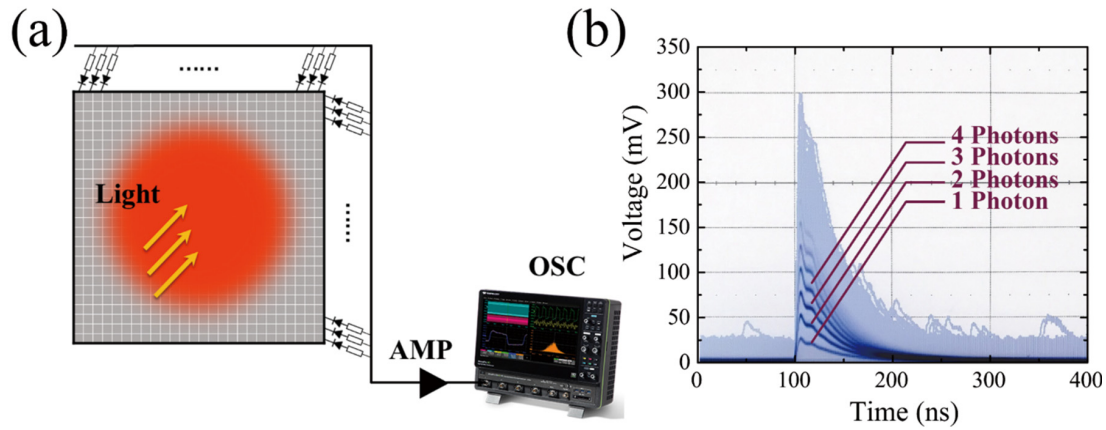 (a)
......
......
Light
OSC
AMP
(b)
350
300
250
200
150
100
50
0
Voltage (mV)
4 Photons
3 Photons
2 Photons
1 Photon
0 100 200 300 400
Time (ns)